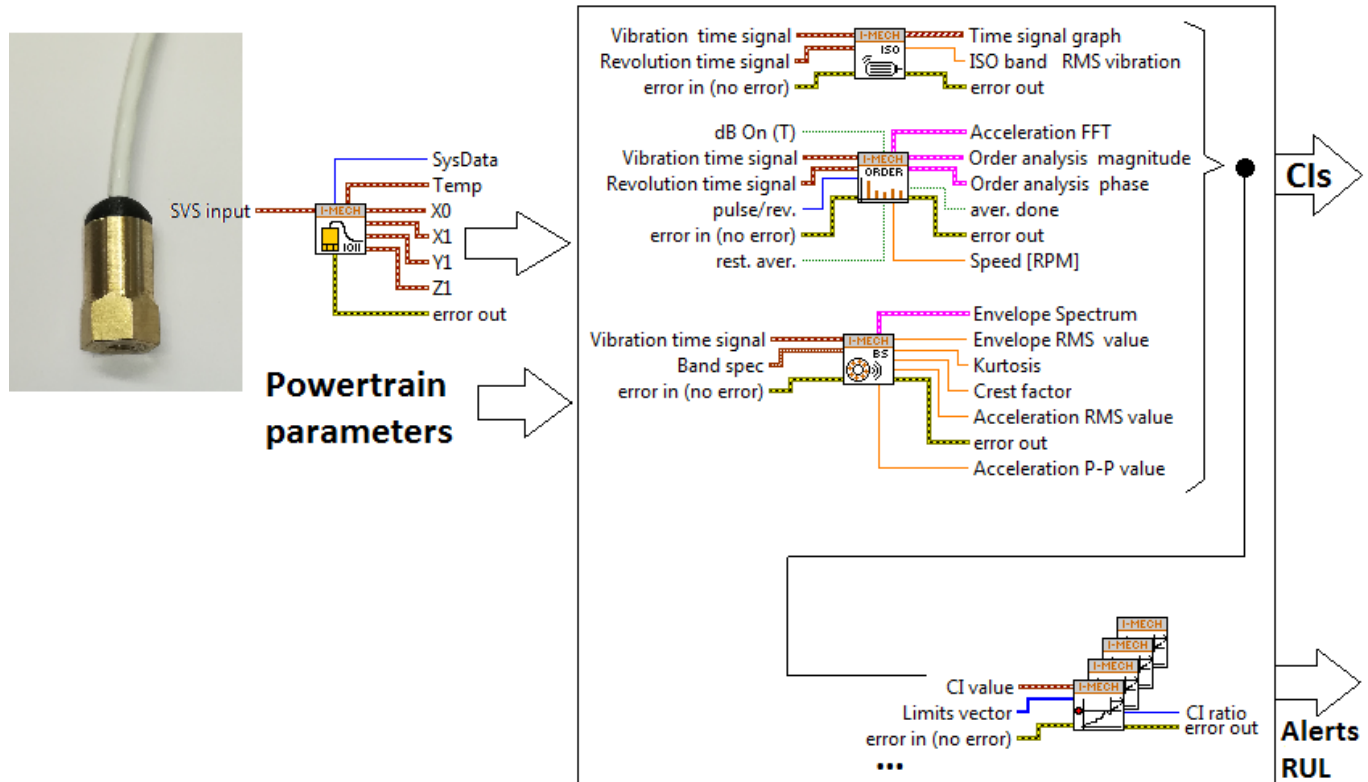 SVS input
I-MECH
1011
SysData
Temp
X0
X1
Y1
Z1
error out
Powertrain
parameters
Vibration time signal
Revolution time signal
error in (no error)
I-MECH
ISO
Time signal graph
ISO band RMS vibration
error out
dB On (T)
Vibration time signal
Revolution time signal
pulse/rev.
error in (no error)
rest. aver.
I-MECH
ORDER
Acceleration FFT
Order analysis magnitude
Order analysis phase
aver. done
error out
Speed [RPM]
Vibration time signal
Band spec
error in (no error)
I-MECH
BS
Envelope Spectrum
Envelope RMS value
Kurtosis
Crest factor
Acceleration RMS value
error out
Acceleration P-P value
CIs
I-MECH
I-MECH
I-MECH
I-MECH
CI value
Limits vector
error in (no error)
...
CI ratio
error out
Alerts
RUL